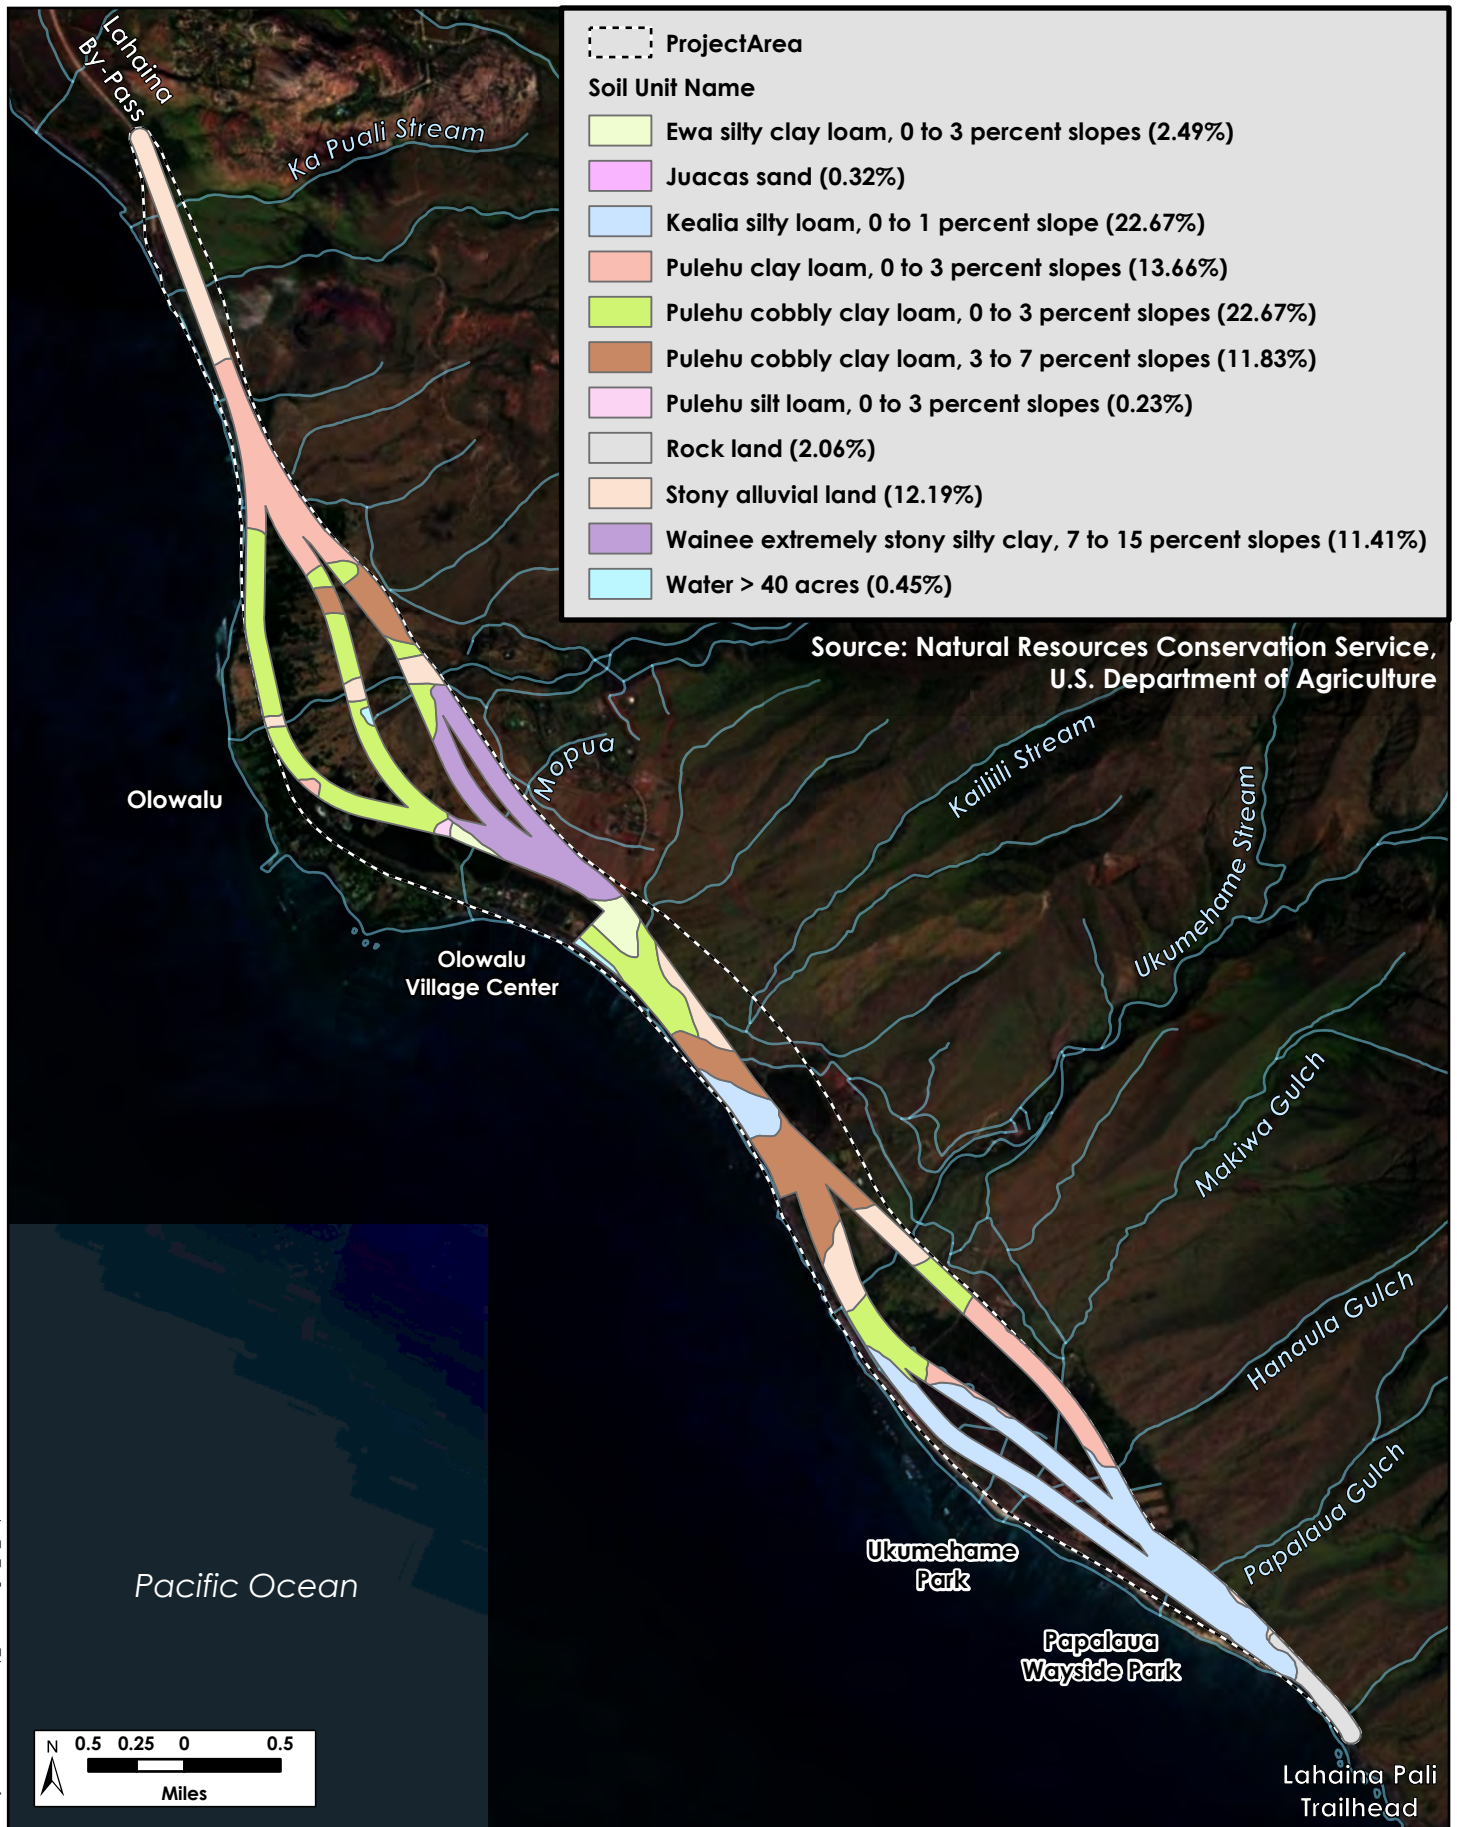 Lahaina
By-Pass
Ka Puali Stream
ProjectArea
Soil Unit Name
Ewa silty clay loam, 0 to 3 percent slopes (2.49%)
Juacas sand (0.32%)
Kealia silty loam, 0 to 1 percent slope (22.67%)
Pulehu clay loam, 0 to 3 percent slopes (13.66%)
Pulehu cobbly clay loam, 0 to 3 percent slopes (22.67%)
Pulehu cobbly clay loam, 3 to 7 percent slopes (11.83%)
Pulehu silt loam, 0 to 3 percent slopes (0.23%)
Rock land (2.06%)
Stony alluvial land (12.19%)
Wainee extremely stony silty clay, 7 to 15 percent slopes (11.41%)
Water > 40 acres (0.45%)
Source: Natural Resources Conservation Service,
U.S. Department of Agriculture
Mopua
Kailiili Stream
Ukumehame Stream
Olowalu
Olowalu
Village Center
Makiwa Gulch
Hanaula Gulch
Papalaua Gulch
Ukumehame
Park
Pacific Ocean
Papalaua
Wayside Park
N
0.5 0.25 0 0.5
Miles
Lahaina Pali
Trailhead